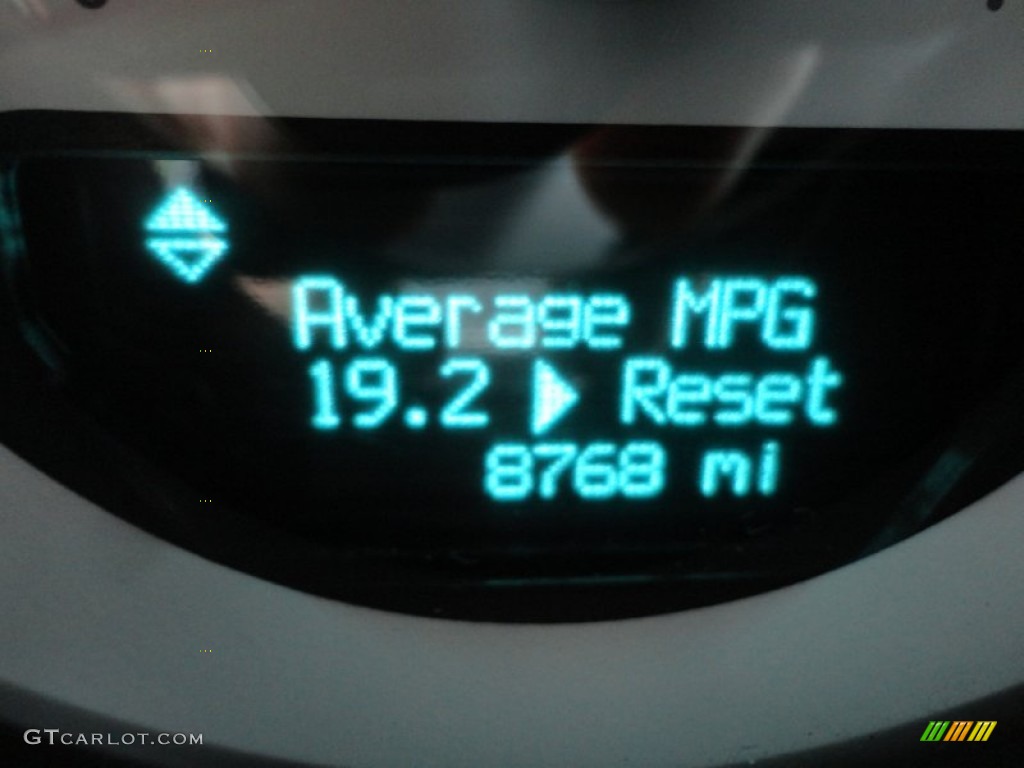 Average MPG
19.2 ▶ Reset
8768 mi
GTcarlot.com